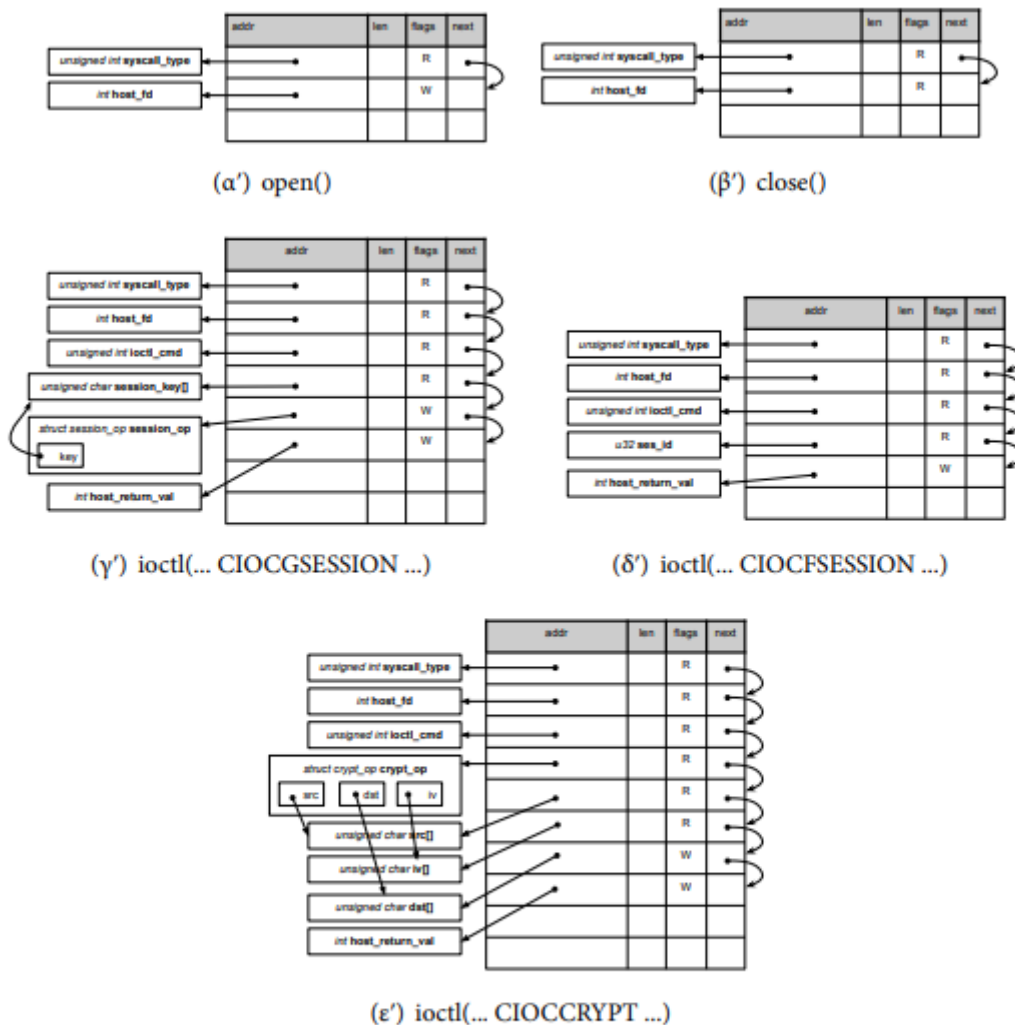 addr len flags next
unsigned int syscall_type R
int host_fd W
(α′) open()
addr len flags next
unsigned int syscall_type R
int host_fd R
(β′) close()
addr len flags next
unsigned int syscall_type R
int host_fd R
unsigned int ioctl_cmd R
unsigned char session_key[] R
struct session_op session_op W
key
int host_return_val W
(γ′) ioctl(... CIOCGSESSION ...)
addr len flags next
unsigned int syscall_type R
int host_fd R
unsigned int ioctl_cmd R
u32 ses_id R
int host_return_val W
(δ′) ioctl(... CIOCFSESSION ...)
addr len flags next
unsigned int syscall_type R
int host_fd R
unsigned int ioctl_cmd R
struct crypt_op crypt_op R
src dst iv
unsigned char src[] R
unsigned char iv[] R
unsigned char dst[] W
int host_return_val W
(ε′) ioctl(... CIOCCRYPT ...)